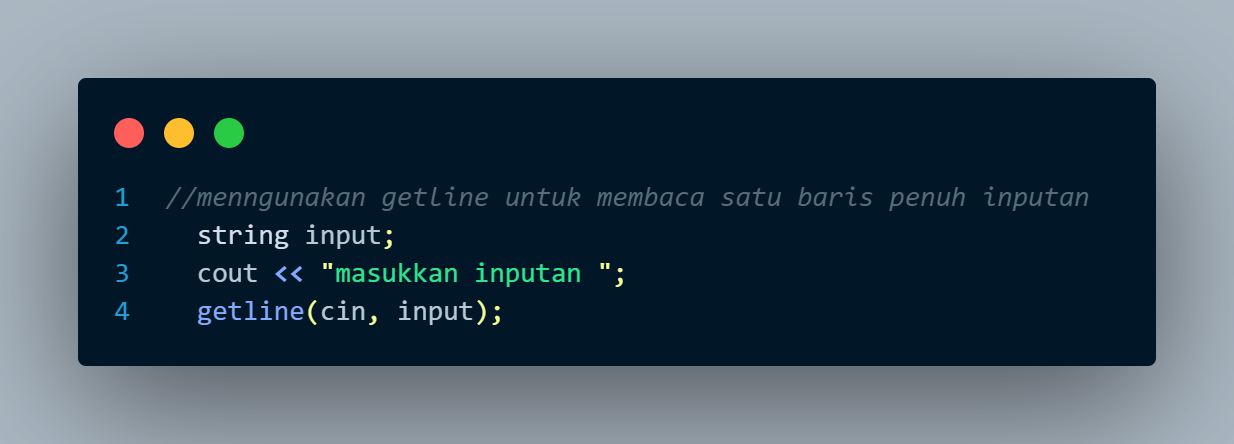 1 //menngunakan getline untuk membaca satu baris penuh inputan
2 string input;
3 cout << "masukkan inputan ";
4 getline(cin, input);